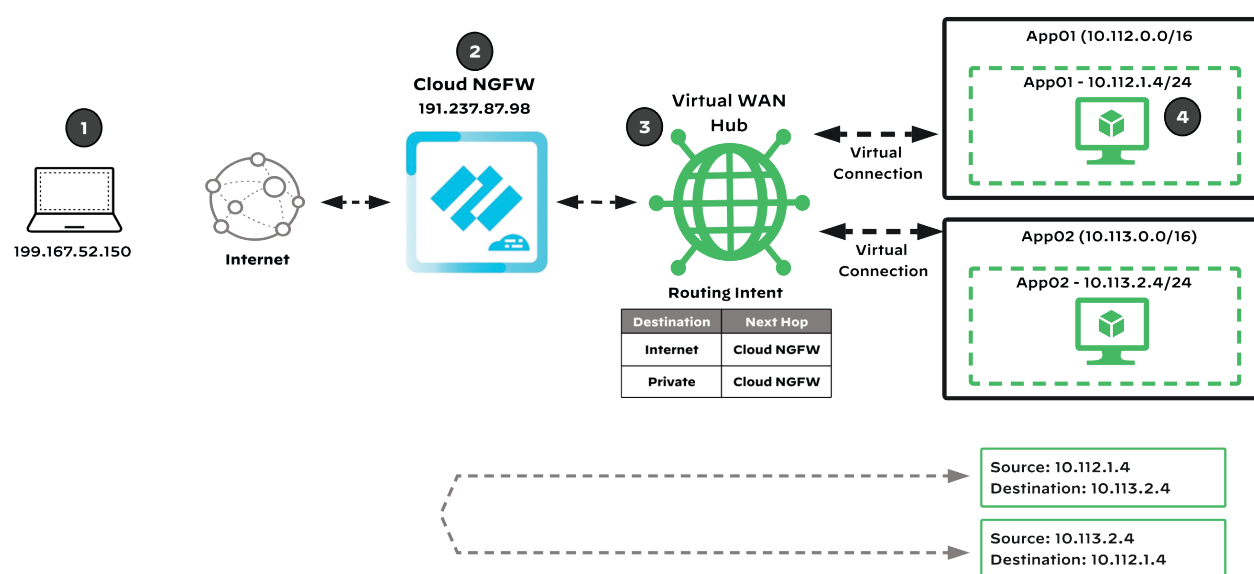 1
199.167.52.150
Internet
2
Cloud NGFW
191.237.87.98
3
Virtual WAN
Hub
Routing Intent
Destination Next Hop
Internet Cloud NGFW
Private Cloud NGFW
Virtual
Connection
Virtual
Connection
App01 (10.112.0.0/16
App01 - 10.112.1.4/24
4
App02 (10.113.0.0/16)
App02 - 10.113.2.4/24
Source: 10.112.1.4
Destination: 10.113.2.4
Source: 10.113.2.4
Destination: 10.112.1.4